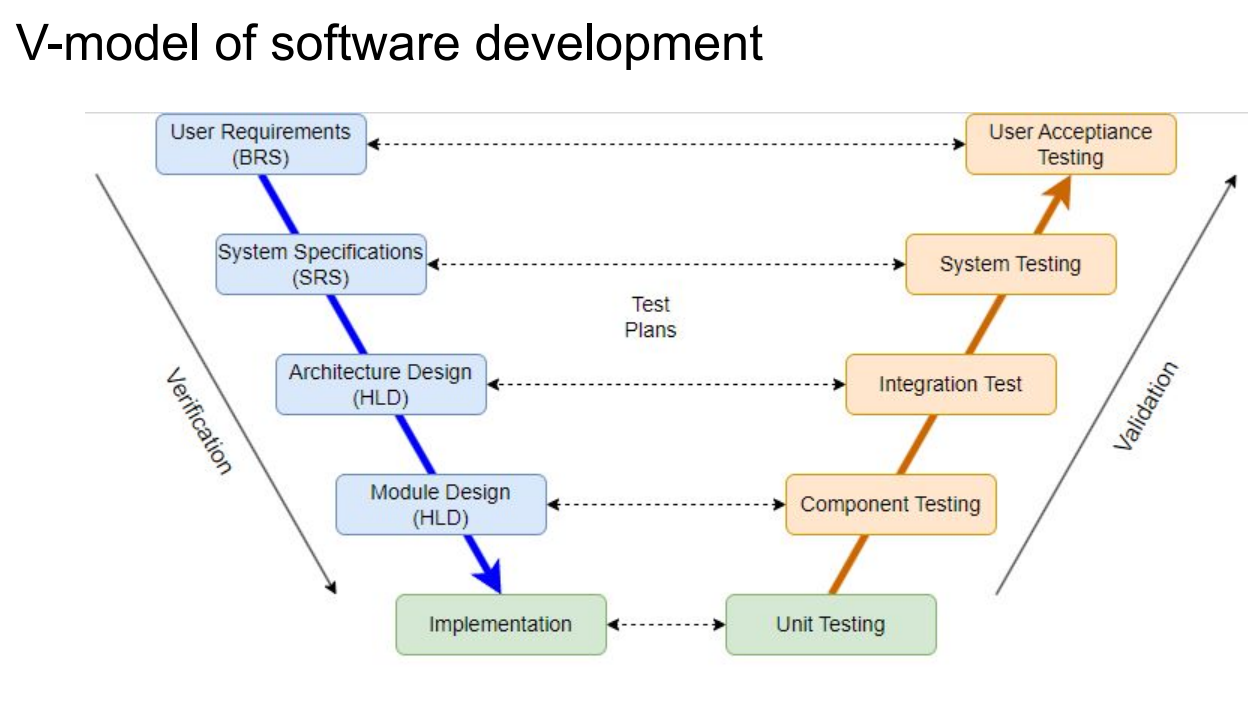 V-model of software development
User Requirements
(BRS)
User Acceptiance
Testing
System Specifications
(SRS)
System Testing
Test
Plans
Architecture Design
(HLD)
Integration Test
Verification
Validation
Module Design
(HLD)
Component Testing
Implementation
Unit Testing